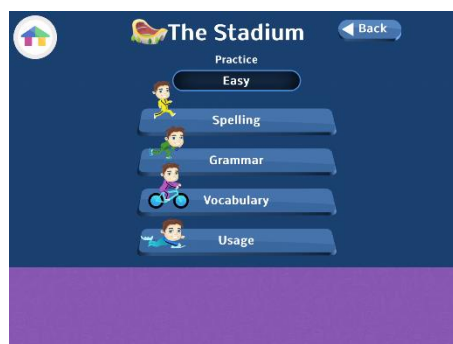 The Stadium
Back
Practice
Easy
Spelling
Grammar
Vocabulary
Usage